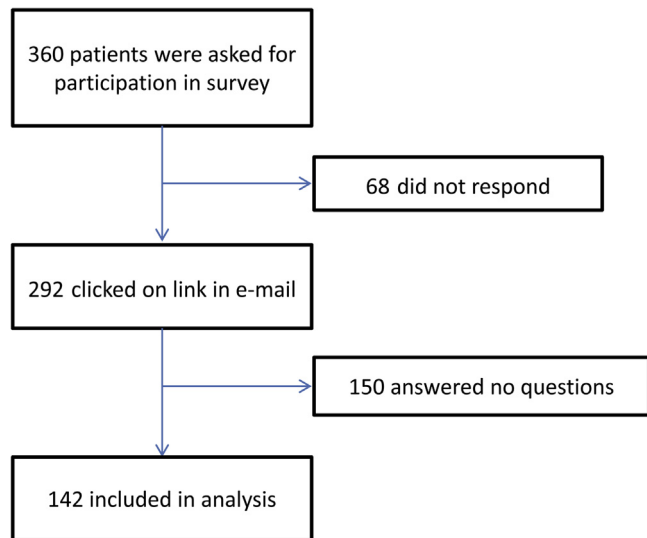 360 patients were asked for
participation in survey
68 did not respond
292 clicked on link in e-mail
150 answered no questions
142 included in analysis